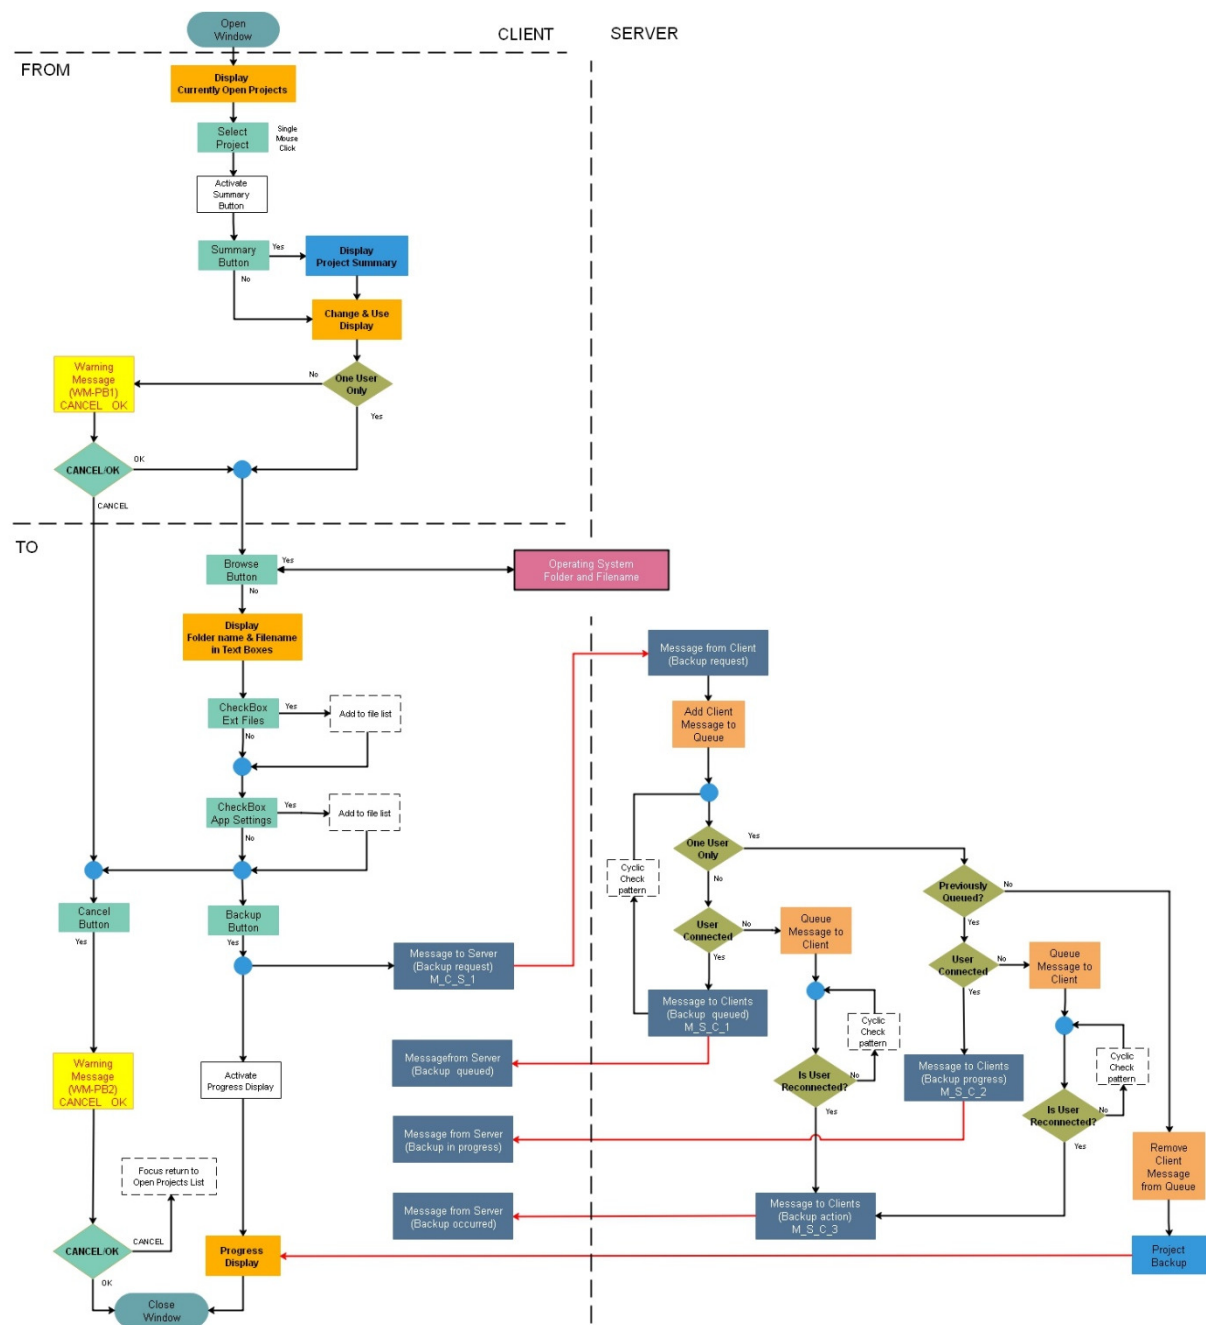 Open
Window
CLIENT
SERVER
FROM
Display
Currently Open Projects
Select
Project
Single
Mouse
Click
Activate
Summary
Button
Summary
Button
Yes
No
Display
Project Summary
Change & Use
Display
One User
Only
No
Yes
Warning
Message
(WM-PB1)
CANCEL OK
CANCEL/OK
OK
CANCEL
TO
Browse
Button
Yes
No
Operating System
Folder and Filename
Display
Folder name & Filename
in Text Boxes
CheckBox
Ext Files
Yes
No
Add to file list
CheckBox
App Settings
Yes
No
Add to file list
Cancel
Button
Yes
Backup
Button
Yes
Message to Server
(Backup request)
M_C_S_1
Warning
Message
(WM-PB2)
CANCEL OK
Activate
Progress Display
Focus return to
Open Projects List
CANCEL/OK
CANCEL
OK
Progress
Display
Close
Window
Message from Client
(Backup request)
Add Client
Message to
Queue
One User
Only
Yes
No
Cyclic
Check
pattern
User
Connected
No
Yes
Queue
Message to
Client
Message to Clients
(Backup queued)
M_S_C_1
Messagefrom Server
(Backup queued)
Cyclic
Check
pattern
Is User
Reconnected?
No
Yes
Previously
Queued?
No
Yes
User
Connected
No
Yes
Queue
Message to
Client
Message to Clients
(Backup progress)
M_S_C_2
Message from Server
(Backup in progress)
Cyclic
Check
pattern
Is User
Reconnected?
No
Yes
Message to Clients
(Backup action)
M_S_C_3
Message from Server
(Backup occurred)
Remove
Client
Message
from Queue
Project
Backup